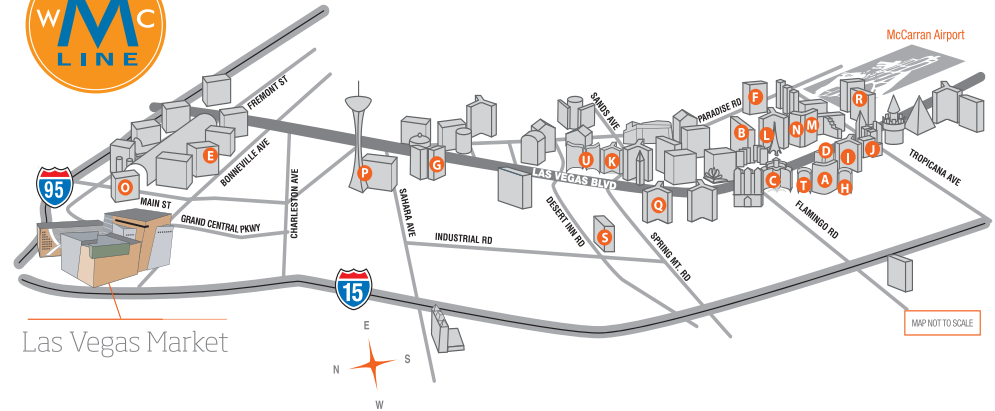 W M C
LINE
McCarran Airport
FREMONT ST
BONNEVILLE AVE
MAIN ST
GRAND CENTRAL PKWY
CHARLESTON AVE
SAHARA AVE
INDUSTRIAL RD
LAS VEGAS BLVD
DESERT INN RD
SPRING MT. RD
SANDS AVE
PARADISE RD
FLAMINGO RD
TROPICANA AVE
95
15
E
O
P
G
U
K
S
Q
F
B
L
N
M
R
D
I
J
C
T
A
H
Las Vegas Market
MAP NOT TO SCALE
E
N
S
W